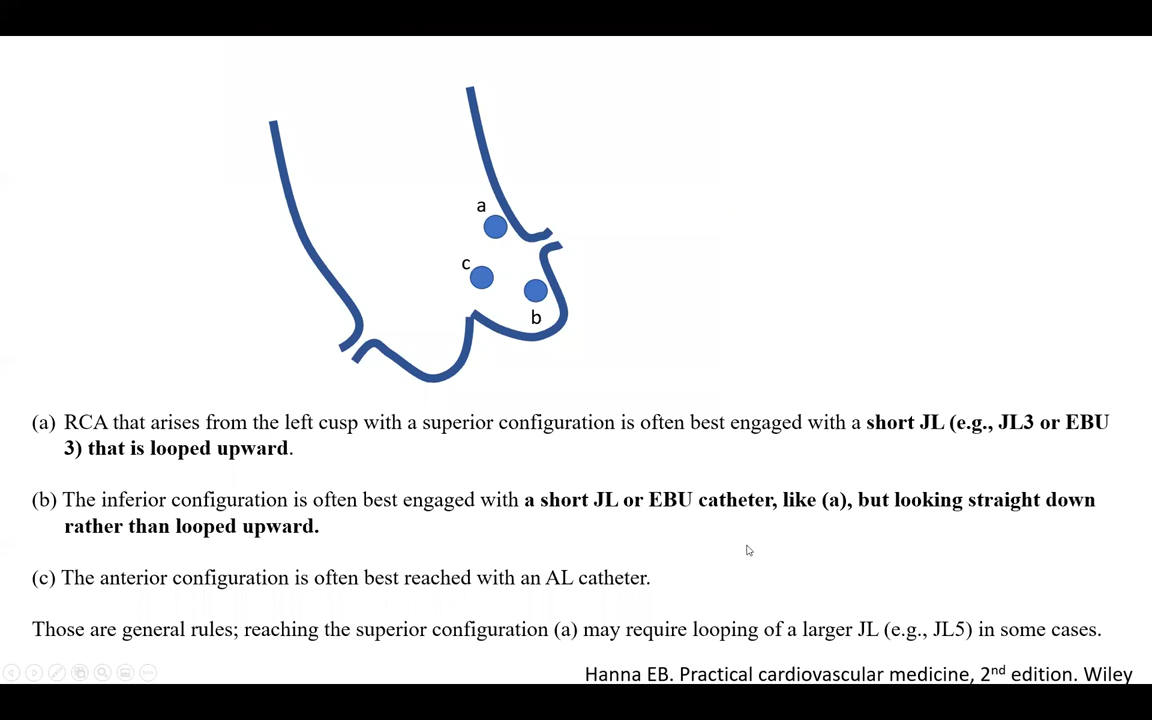 a
c
b
(a) RCA that arises from the left cusp with a superior configuration is often best engaged with a short JL (e.g., JL3 or EBU
3) that is looped upward.
(b) The inferior configuration is often best engaged with a short JL or EBU catheter, like (a), but looking straight down
rather than looped upward.
(c) The anterior configuration is often best reached with an AL catheter.
Those are general rules; reaching the superior configuration (a) may require looping of a larger JL (e.g., JL5) in some cases.
Hanna EB. Practical cardiovascular medicine, 2nd edition. Wiley